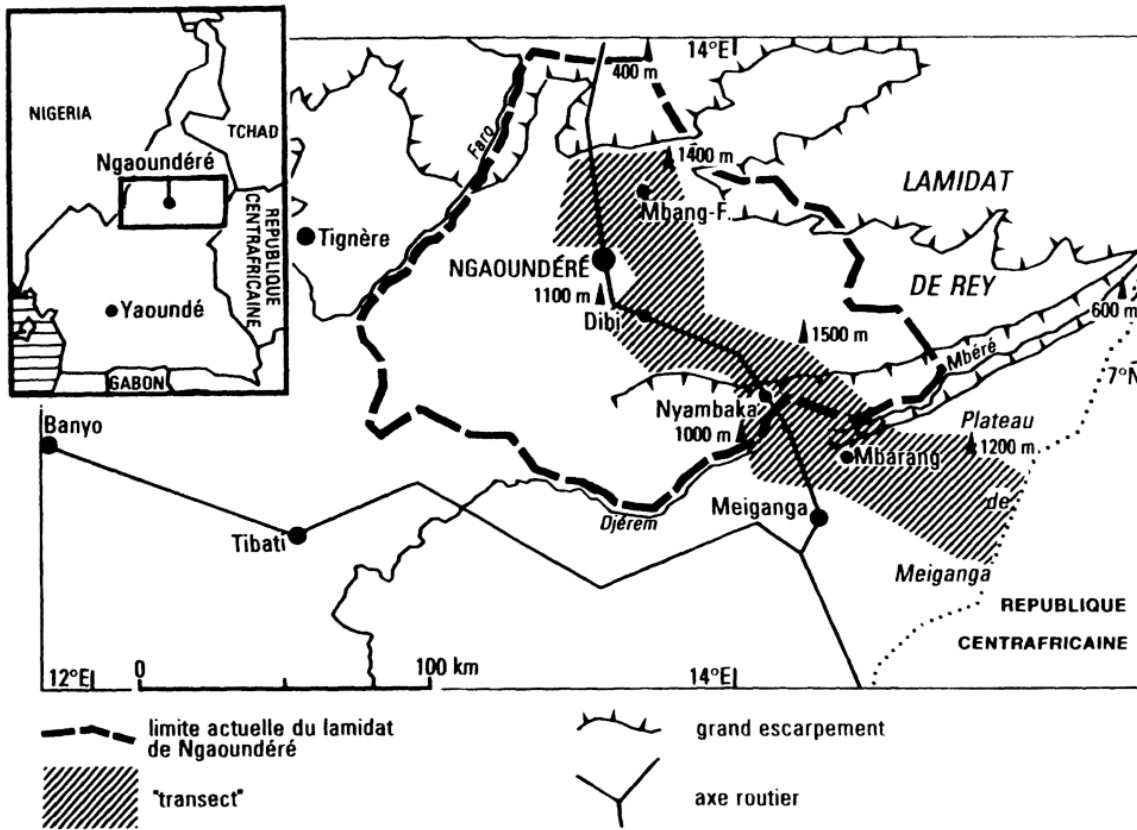 NIGERIA
TCHAD
Ngaoundéré
REPUBLIQUE
CENTRAFRICAINE
Yaoundé
GABON
14°E
400 m
Faro
1400 m
LAMIDAT
Mbang-F.
Tignère
NGAOUNDÉRÉ
DE REY
1100 m
600 m
Dibi
1500 m
Mbéré
7°N
Nyambaka
Banyo
1000 m
Plateau
1200 m
Mbarang
de
Meiganga
Djérem
Tibati
Meiganga
REPUBLIQUE
CENTRAFRICAINE
12°E
0
100 km
14°E
limite actuelle du lamidat
de Ngaoundéré
grand escarpement
"transect"
axe routier